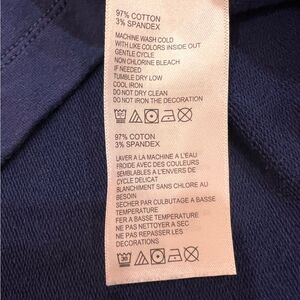 97% COTTON
3% SPANDEX
MACHINE WASH COLD
WITH LIKE COLORS INSIDE OUT
GENTLE CYCLE
NON CHLORINE BLEACH
IF NEEDED
TUMBLE DRY LOW
COOL IRON
DO NOT DRY CLEAN
DO NOT IRON THE DECORATION
97% COTON
3% SPANDEX
LAVER A LA MACHINE A L'EAU
FROIDE AVEC DES COULEURS
SEMBLABLES A L'ENVERS DE
CYCLE DELICAT
BLANCHIMENT SANS CHLORE AU
BESOIN
SECHER PAR CULBUTAGE A BASSE
TEMPERATURE
FER A BASSE TEMPERATURE
NE PAS NETTOYER A SEC
NE PAS REPASSER LES
DECORATIONS